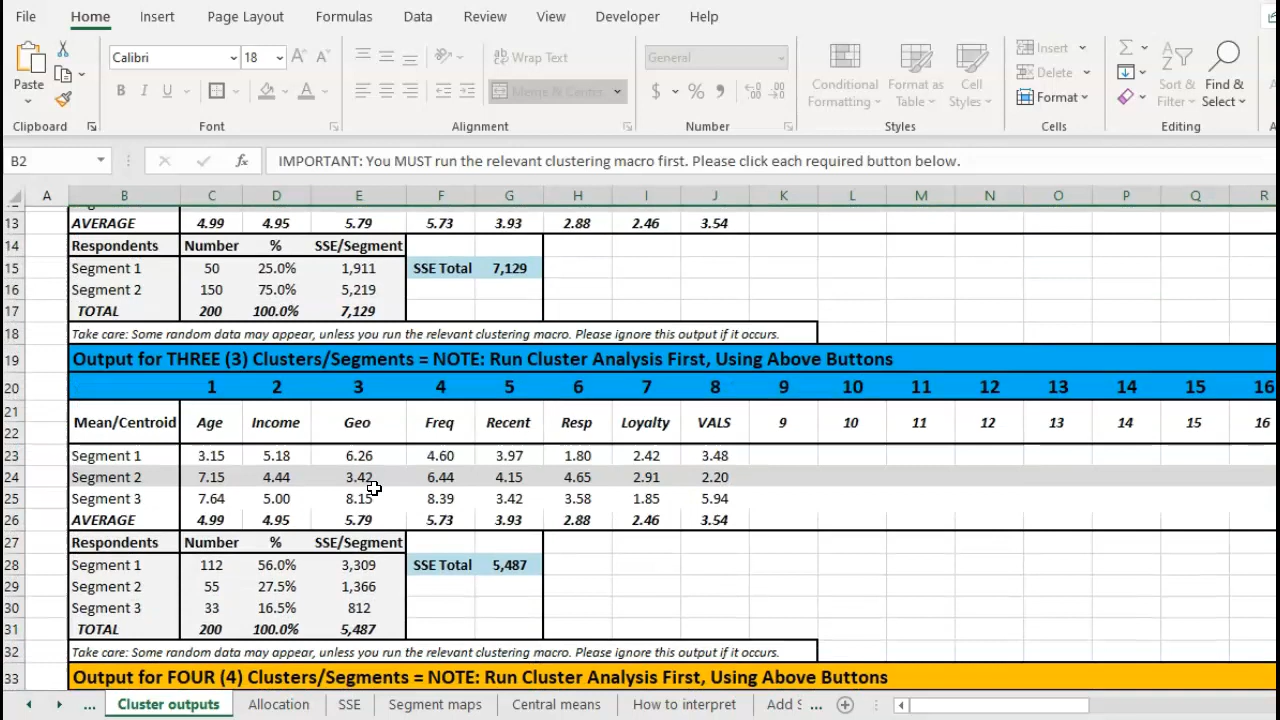 File Home Insert Page Layout Formulas Data Review View Developer Help
Paste Calibri 18 A A Wrap Text General Conditional Formatting Format as Table Cell Styles Insert Delete Format Sort & Filter Find & Select
B I U A Merge & Center $ % ,
Clipboard Font Alignment Number Styles Cells Editing
B2 fx IMPORTANT: You MUST run the relevant clustering macro first. Please click each required button below.
A B C D E F G H I J K L M N O P Q R
13 AVERAGE 4.99 4.95 5.79 5.73 3.93 2.88 2.46 3.54
14 Respondents Number % SSE/Segment
15 Segment 1 50 25.0% 1,911 SSE Total 7,129
16 Segment 2 150 75.0% 5,219
17 TOTAL 200 100.0% 7,129
18 Take care: Some random data may appear, unless you run the relevant clustering macro. Please ignore this output if it occurs.
19 Output for THREE (3) Clusters/Segments = NOTE: Run Cluster Analysis First, Using Above Buttons
20 1 2 3 4 5 6 7 8 9 10 11 12 13 14 15 16
21
Mean/Centroid Age Income Geo Freq Recent Resp Loyalty VALS 9 10 11 12 13 14 15 16
22
23 Segment 1 3.15 5.18 6.26 4.60 3.97 1.80 2.42 3.48
24 Segment 2 7.15 4.44 3.42 6.44 4.15 4.65 2.91 2.20
25 Segment 3 7.64 5.00 8.15 8.39 3.42 3.58 1.85 5.94
26 AVERAGE 4.99 4.95 5.79 5.73 3.93 2.88 2.46 3.54
27 Respondents Number % SSE/Segment
28 Segment 1 112 56.0% 3,309 SSE Total 5,487
29 Segment 2 55 27.5% 1,366
30 Segment 3 33 16.5% 812
31 TOTAL 200 100.0% 5,487
32 Take care: Some random data may appear, unless you run the relevant clustering macro. Please ignore this output if it occurs.
33 Output for FOUR (4) Clusters/Segments = NOTE: Run Cluster Analysis First, Using Above Buttons
... Cluster outputs Allocation SSE Segment maps Central means How to interpret Add S ...